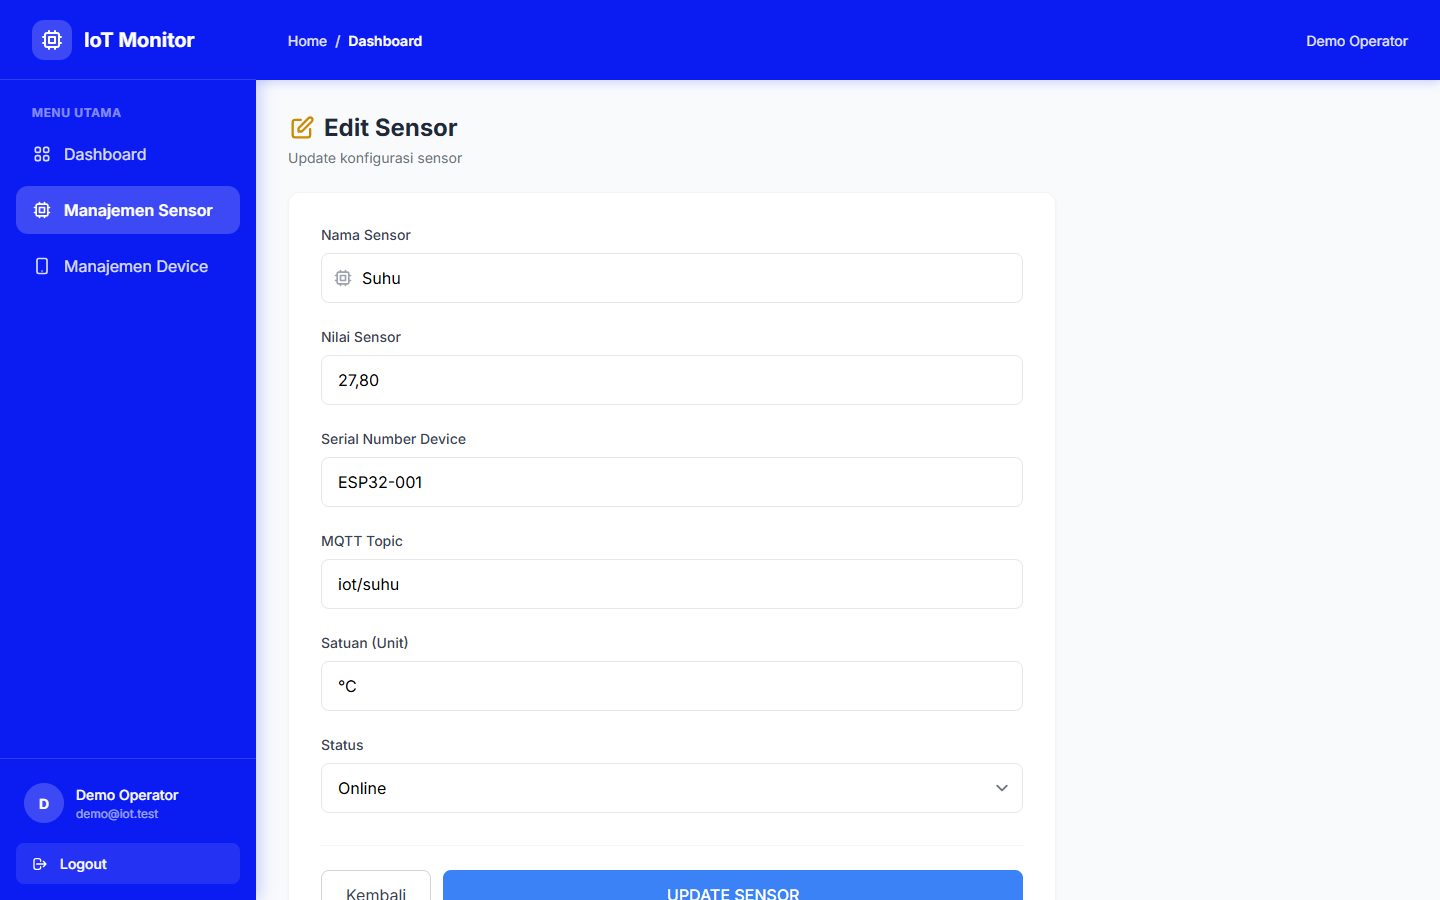 IoT Monitor
Home / Dashboard
Demo Operator
MENU UTAMA
Dashboard
Manajemen Sensor
Manajemen Device
Edit Sensor
Update konfigurasi sensor
Nama Sensor
Suhu
Nilai Sensor
27,80
Serial Number Device
ESP32-001
MQTT Topic
iot/suhu
Satuan (Unit)
°C
Status
Online
Kembali
UPDATE SENSOR
D
Demo Operator
demo@iot.test
Logout